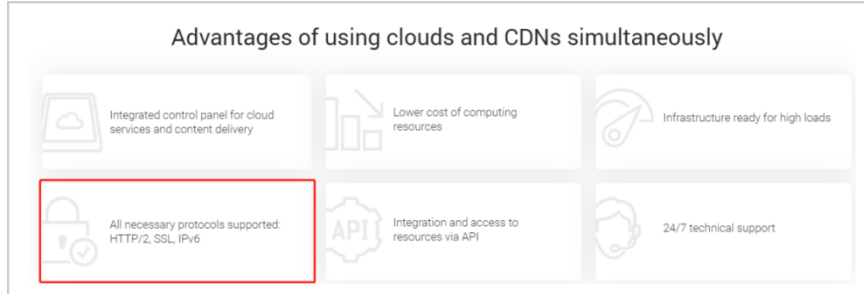 Advantages of using clouds and CDNs simultaneously
Integrated control panel for cloud
services and content delivery
Lower cost of computing
resources
Infrastructure ready for high loads
All necessary protocols supported:
HTTP/2, SSL, IPv6
API
Integration and access to
resources via API
24/7 technical support